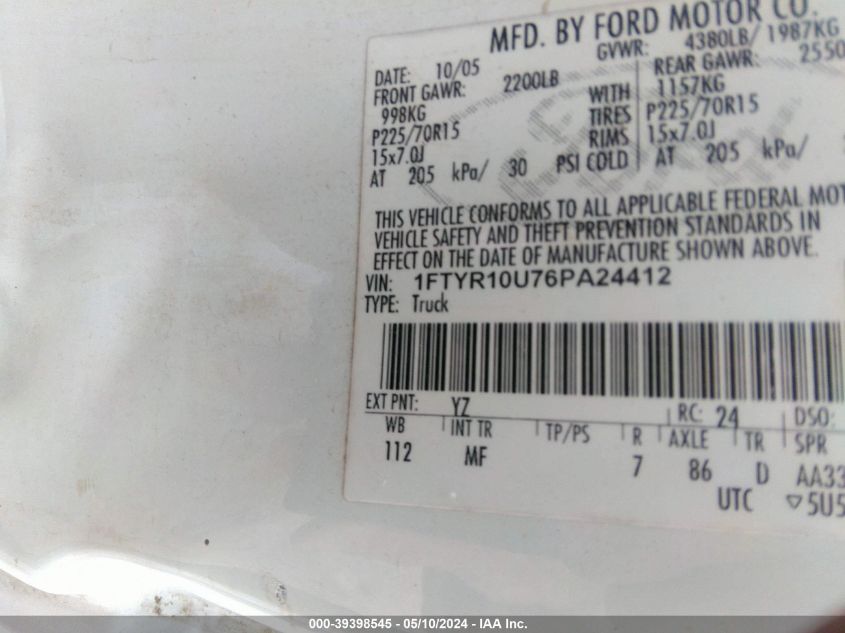 MFD. BY FORD MOTOR CO.
DATE: 10/05 GVWR: 4380LB/ 1987KG
FRONT GAWR: 2200LB REAR GAWR: 2550
998KG WITH 1157KG
P225/70R15 TIRES P225/70R15
15x7.0J RIMS 15x7.0J
AT 205 kPa/ 30 PSI COLD AT 205 kPa/
THIS VEHICLE CONFORMS TO ALL APPLICABLE FEDERAL MOT
VEHICLE SAFETY AND THEFT PREVENTION STANDARDS IN
EFFECT ON THE DATE OF MANUFACTURE SHOWN ABOVE.
VIN: 1FTYR10U76PA24412
TYPE: Truck
EXT PNT: YZ RC: 24 DSO:
WB INT TR TP/PS R AXLE TR SPR
112 MF 7 86 D AA33
UTC ▽5U5
000-39398545 - 05/10/2024 - IAA Inc.